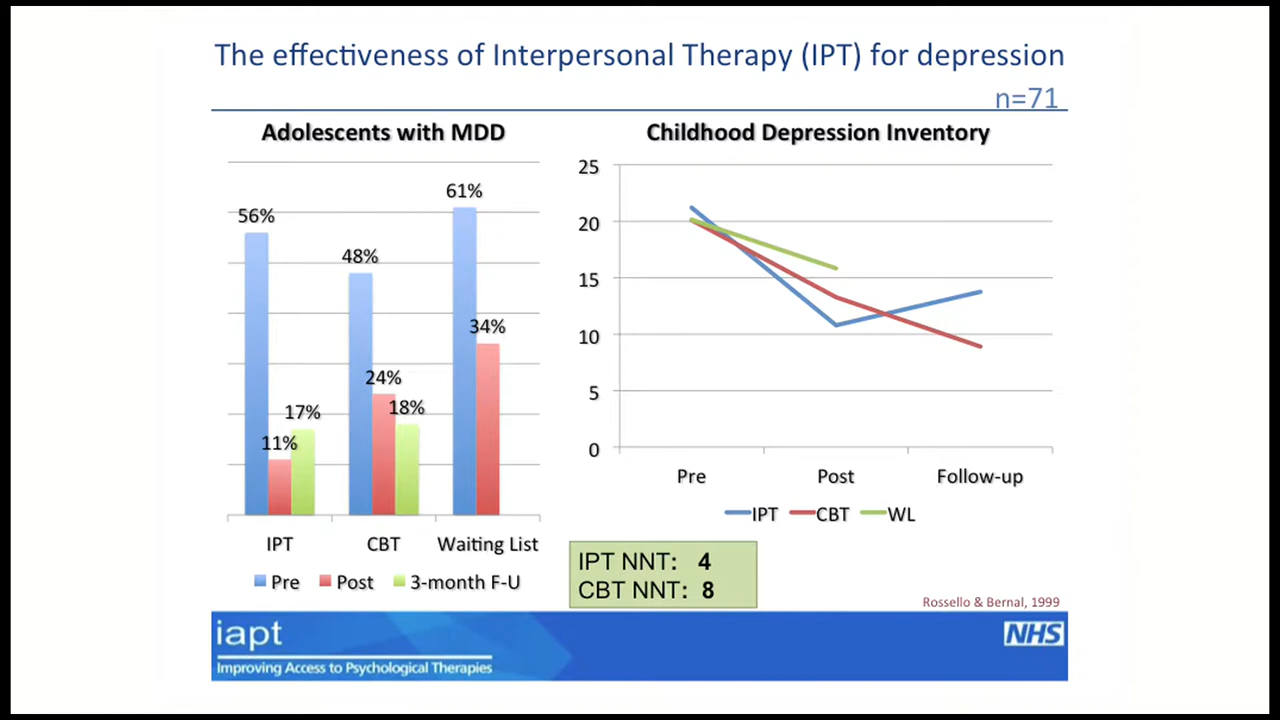 The effectiveness of Interpersonal Therapy (IPT) for depression
n=71
Adolescents with MDD
61%
56%
48%
34%
24%
18%
17%
11%
IPT CBT Waiting List
Pre Post 3-month F-U
Childhood Depression Inventory
25
20
15
10
5
0
Pre Post Follow-up
IPT CBT WL
IPT NNT: 4
CBT NNT: 8
Rossello & Bernal, 1999
iapt
Improving Access to Psychological Therapies
NHS